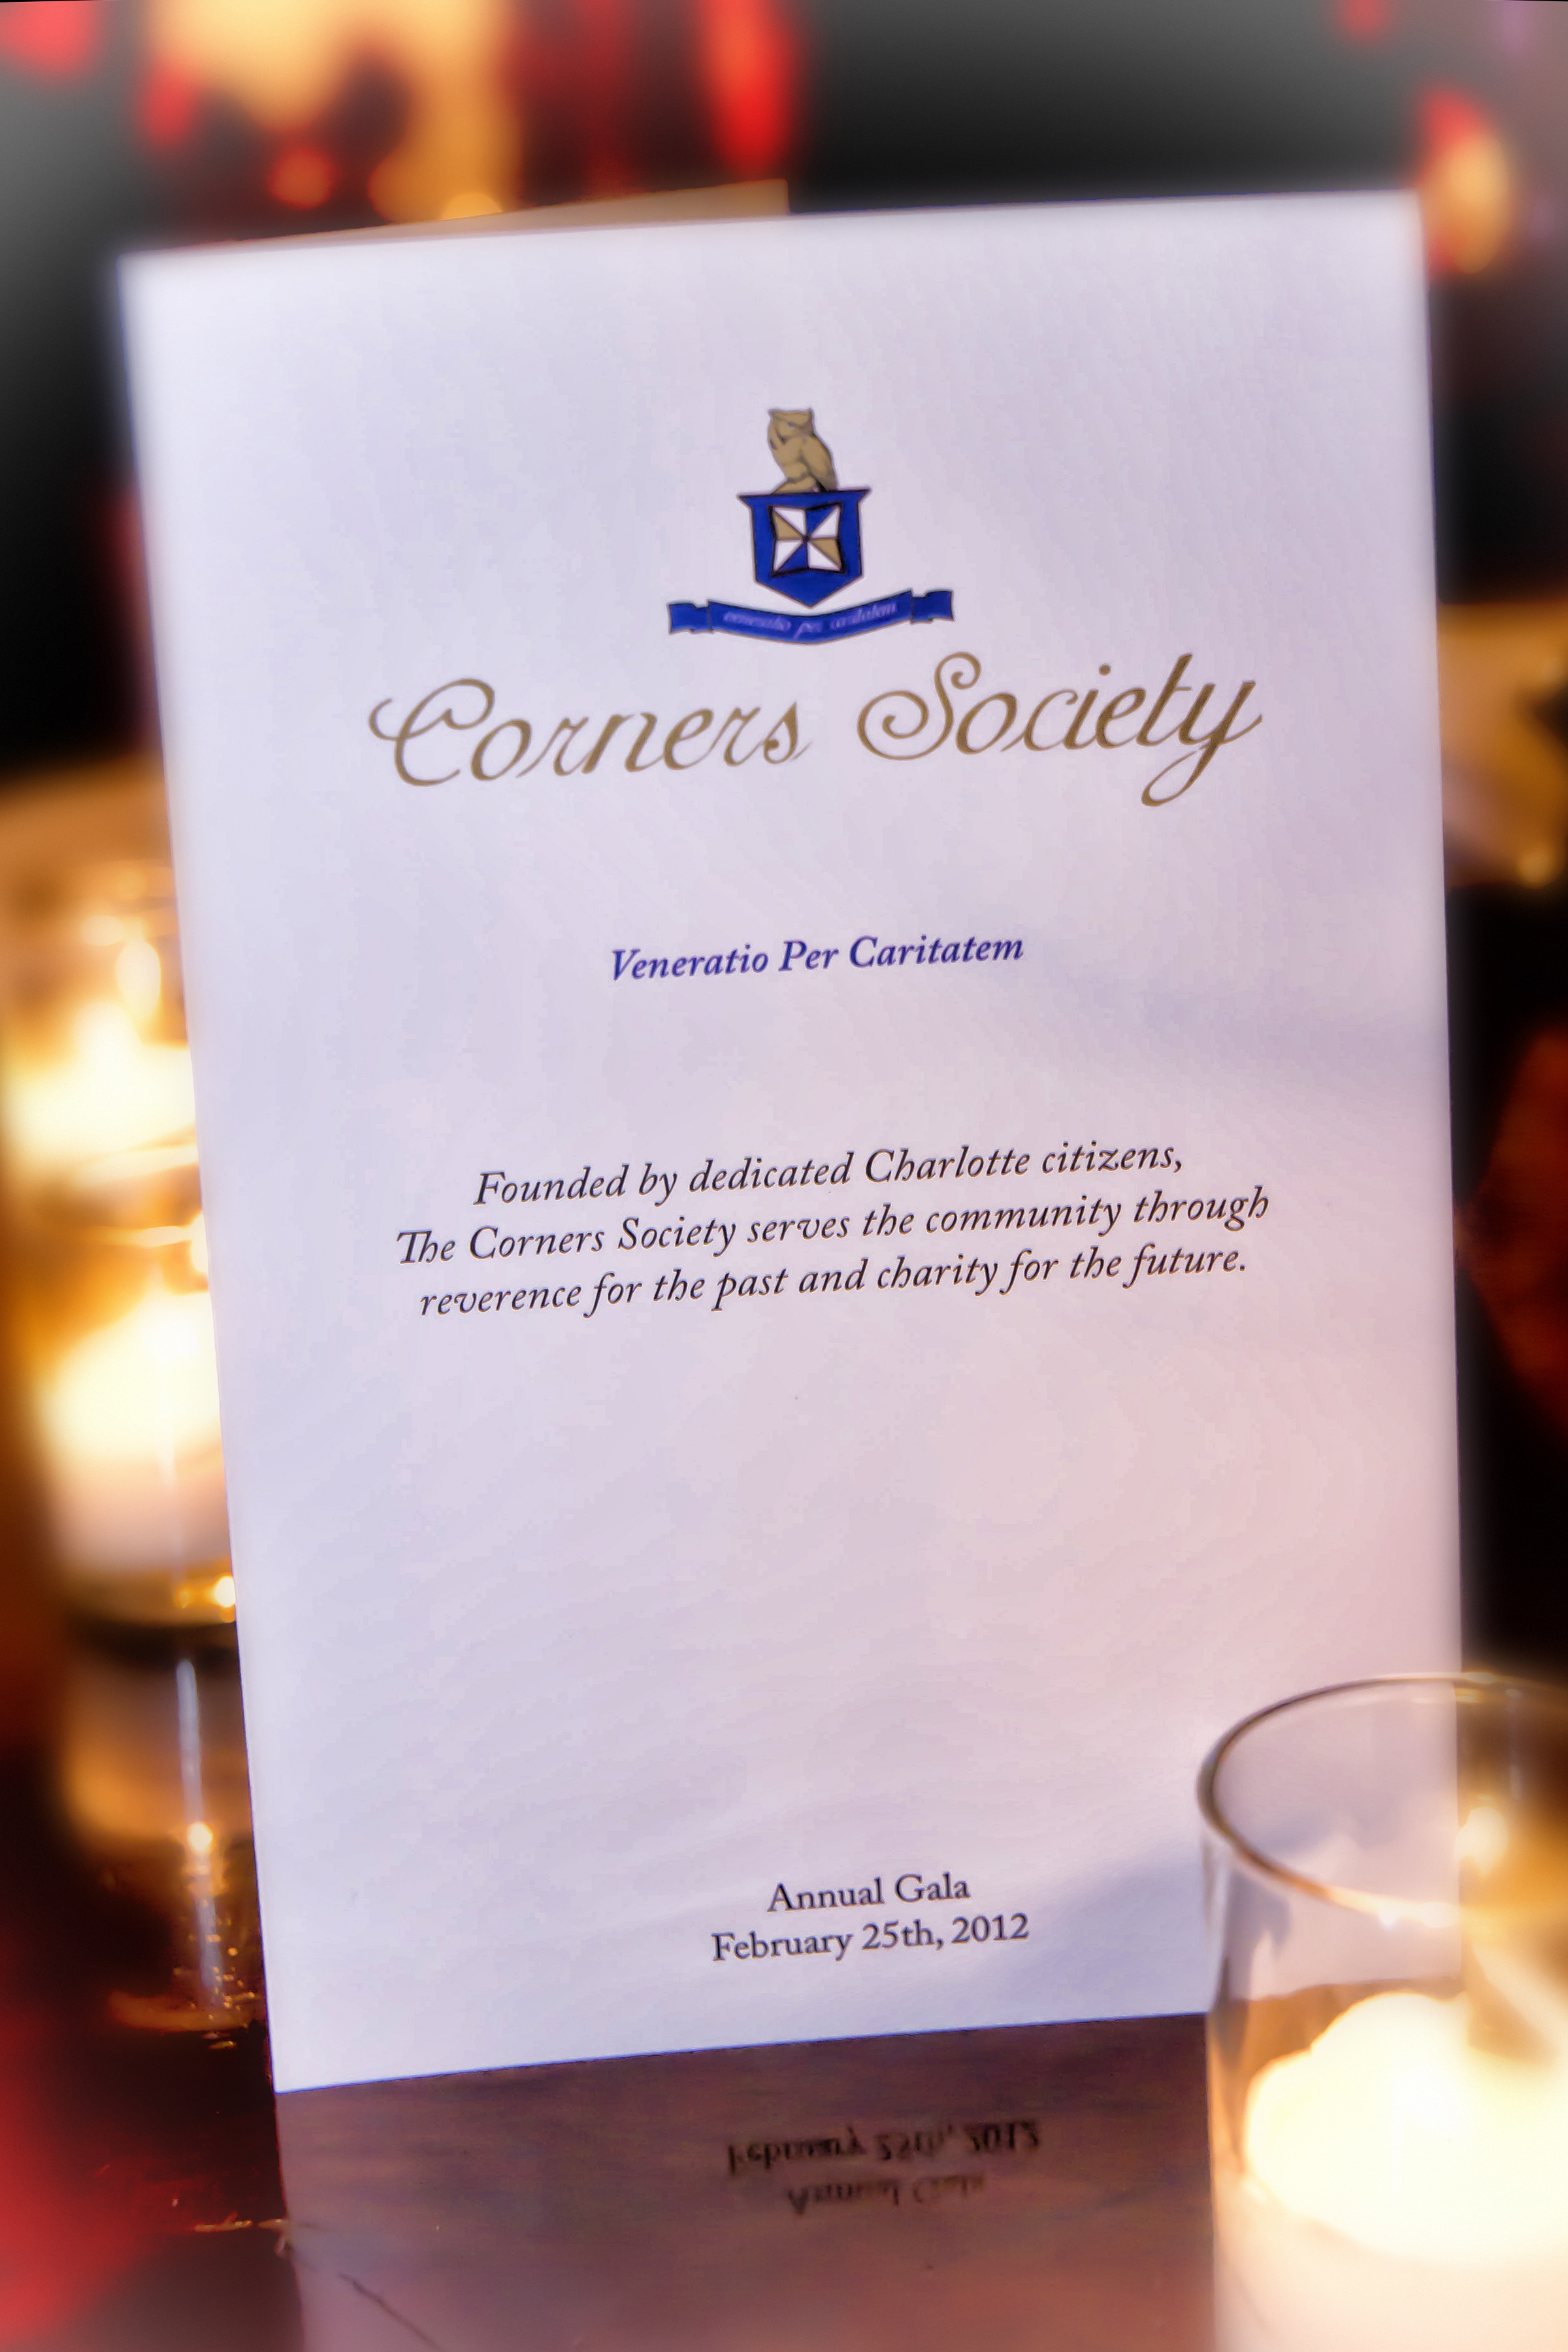 veneratio per caritatem
Corners Society
Veneratio Per Caritatem
Founded by dedicated Charlotte citizens,
The Corners Society serves the community through
reverence for the past and charity for the future.
Annual Gala
February 25th, 2012